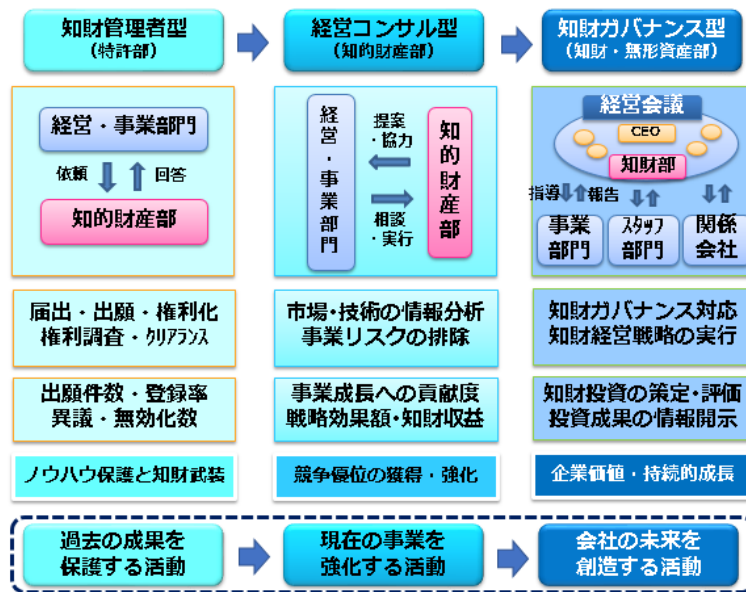 知財管理者型
（特許部）
経営コンサル型
（知的財産部）
知財ガバナンス型
（知財・無形資産部）
経営・事業部門
依頼
回答
知的財産部
経営・事業部門
提案
・協力
相談
・実行
知的財産部
経営会議
CEO
知財部
指導
報告
事業
部門
スタッフ
部門
関係
会社
届出・出願・権利化
権利調査・クリアランス
市場・技術の情報分析
事業リスクの排除
知財ガバナンス対応
知財経営戦略の実行
出願件数・登録率
異議・無効化数
事業成長への貢献度
戦略効果額・知財収益
知財投資の策定・評価
投資成果の情報開示
ノウハウ保護と知財武装
競争優位の獲得・強化
企業価値・持続的成長
過去の成果を
保護する活動
現在の事業を
強化する活動
会社の未来を
創造する活動